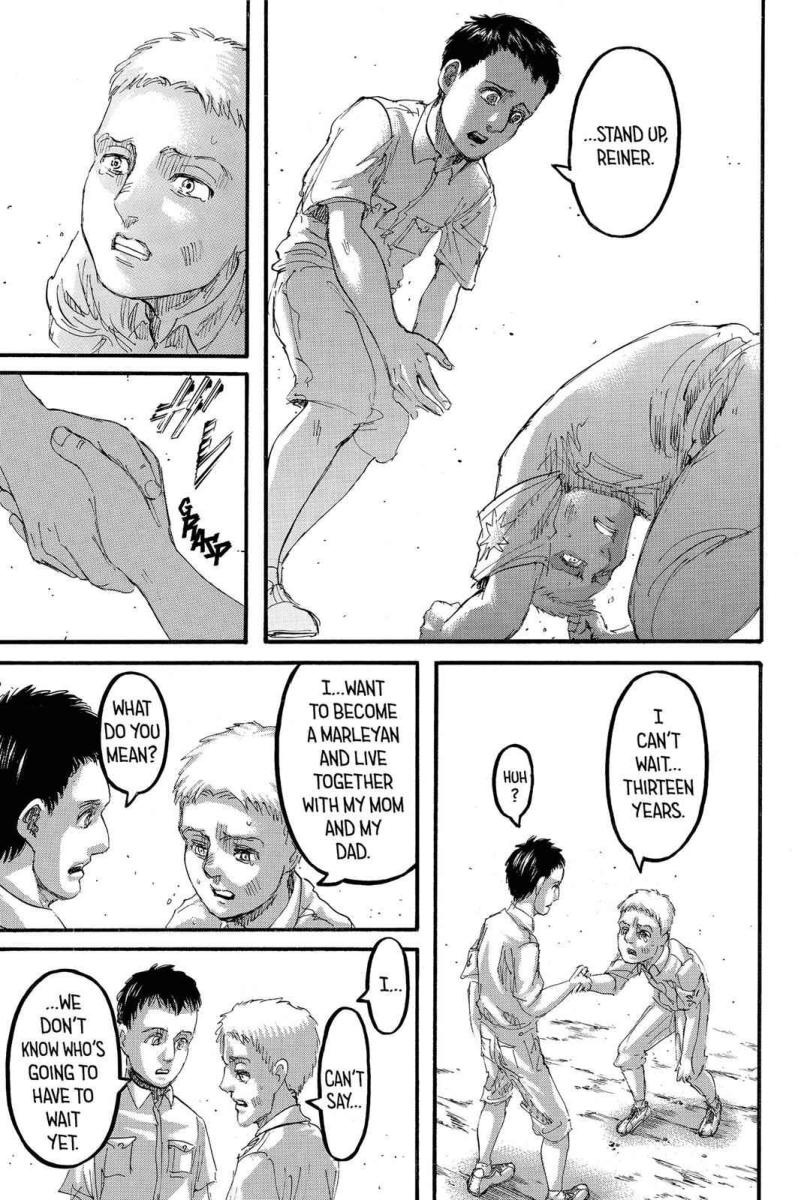 ...STAND UP,
REINER.
GRASP
I
CAN'T
WAIT...
THIRTEEN
YEARS.
HUH
?
I...WANT
TO BECOME
A MARLEYAN
AND LIVE
TOGETHER
WITH MY MOM
AND MY
DAD.
WHAT
DO YOU
MEAN?
I...
CAN'T
SAY...
...WE
DON'T
KNOW WHO'S
GOING TO
HAVE TO
WAIT
YET.